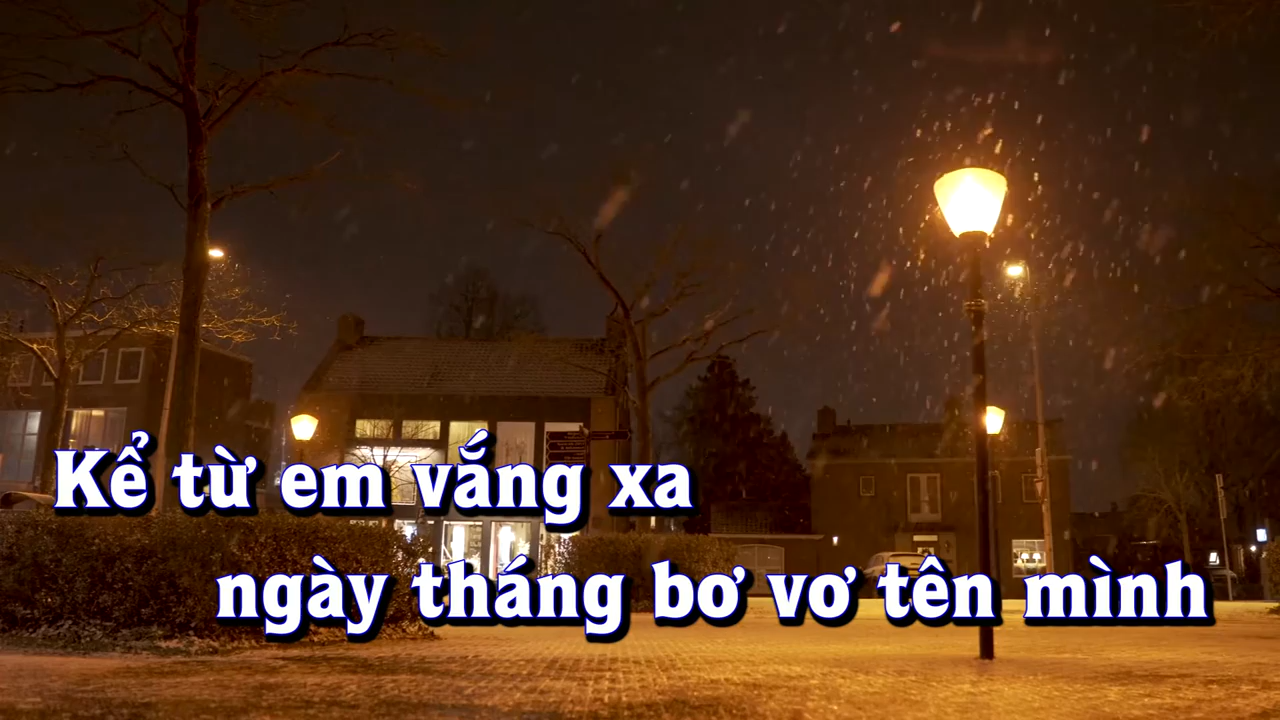 Kể từ em vắng xa
ngày tháng bơ vơ tên mình